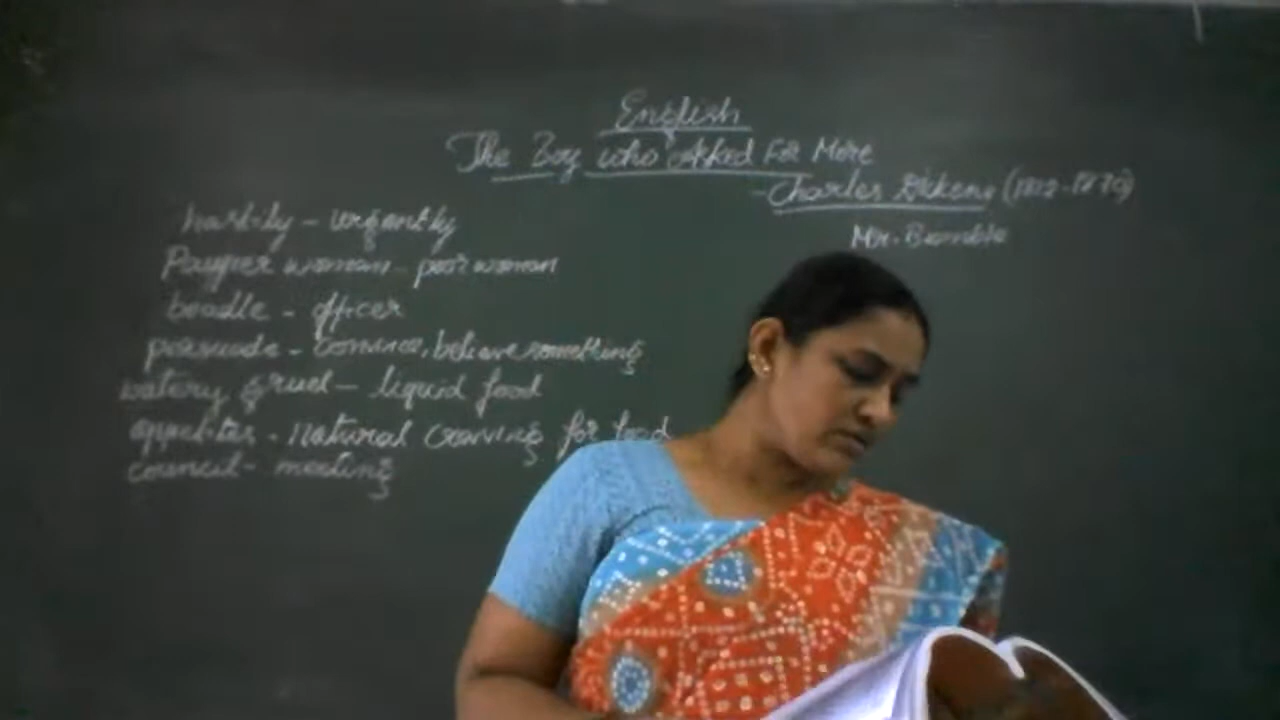 English
The Boy who Asked For More
- Charles Dickens (1812-1870)
Mr. Bumble
hastily - urgently
Pauper woman - poor woman
beadle - officer
persuade - convince, believe something
watery gruel - liquid food
appetites - natural craving for food
council - meeting